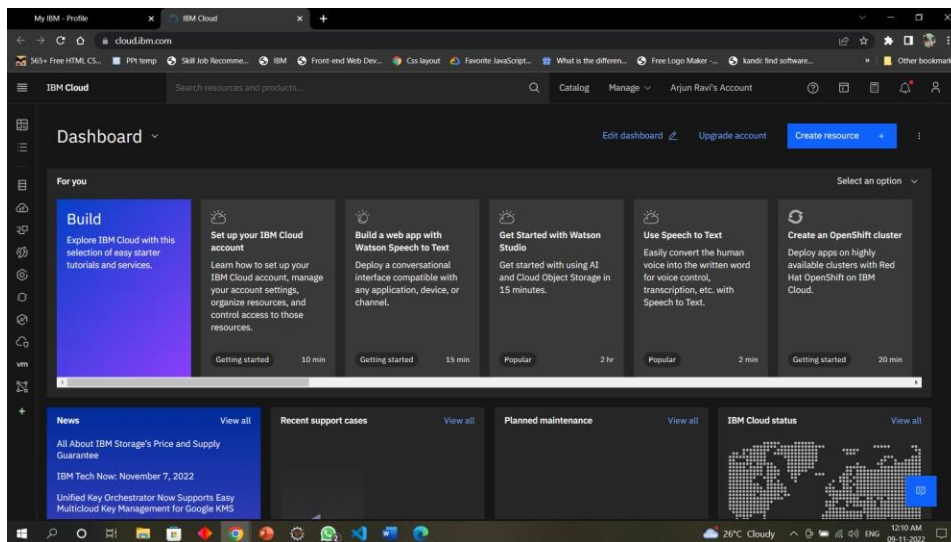 My IBM - Profile
IBM Cloud
cloud.ibm.com
565+ Free HTML, CS...
PPt temp
Skill Job Recomme...
IBM
Front-end Web Dev...
Css layout
Favorite JavaScript...
What is the differen...
Free Logo Maker -...
kandi: find software...
»
Other bookmark
IBM Cloud
Search resources and products...
Catalog
Manage
Arjun Ravi's Account
Dashboard
Edit dashboard
Upgrade account
Create resource +
For you
Select an option
Build
Explore IBM Cloud with this
selection of easy starter
tutorials and services.
Set up your IBM Cloud
account
Learn how to set up your
IBM Cloud account, manage
your account settings,
organize resources, and
control access to those
resources.
Getting started
10 min
Build a web app with
Watson Speech to Text
Deploy a conversational
interface compatible with
any application, device, or
channel.
Getting started
15 min
Get Started with Watson
Studio
Get started with using AI
and Cloud Object Storage in
15 minutes.
Popular
2 hr
Use Speech to Text
Easily convert the human
voice into the written word
for voice control,
transcription, etc. with
Speech to Text.
Popular
2 min
Create an OpenShift cluster
Deploy apps on highly
available clusters with Red
Hat OpenShift on IBM
Cloud.
Getting started
20 min
vm
News
View all
All About IBM Storage's Price and Supply
Guarantee
IBM Tech Now: November 7, 2022
Unified Key Orchestrator Now Supports Easy
Multicloud Key Management for Google KMS
Recent support cases
View all
Planned maintenance
View all
IBM Cloud status
View all
26°C Cloudy
ENG
12:10 AM
09-11-2022